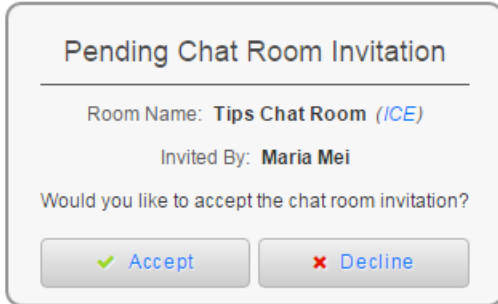 Pending Chat Room Invitation
Room Name: Tips Chat Room (ICE)
Invited By: Maria Mei
Would you like to accept the chat room invitation?
Accept
Decline